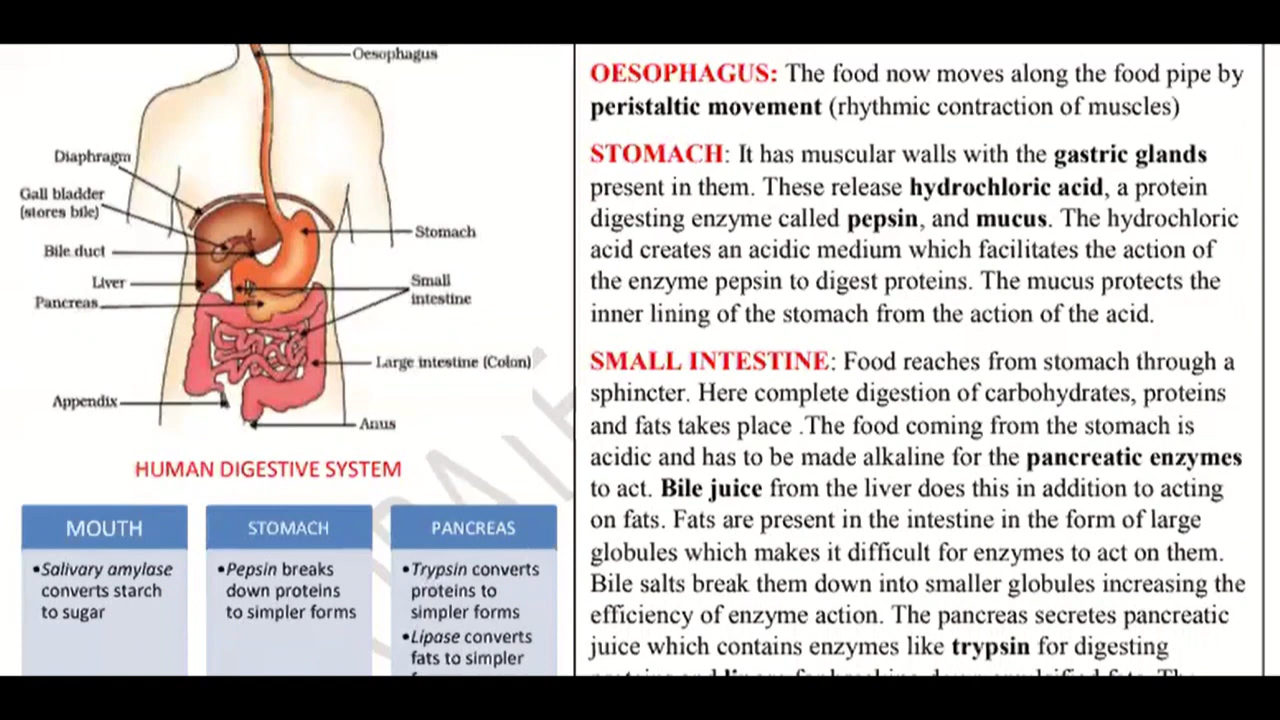 Oesophagus
Diaphragm
Gall bladder
(stores bile)
Bile duct
Liver
Pancreas
Stomach
Small
intestine
Large intestine (Colon)
Appendix
Anus
HUMAN DIGESTIVE SYSTEM
MOUTH
•Salivary amylase
converts starch
to sugar
STOMACH
•Pepsin breaks
down proteins
to simpler forms
PANCREAS
•Trypsin converts
proteins to
simpler forms
•Lipase converts
fats to simpler
OESOPHAGUS: The food now moves along the food pipe by
peristaltic movement (rhythmic contraction of muscles)
STOMACH: It has muscular walls with the gastric glands
present in them. These release hydrochloric acid, a protein
digesting enzyme called pepsin, and mucus. The hydrochloric
acid creates an acidic medium which facilitates the action of
the enzyme pepsin to digest proteins. The mucus protects the
inner lining of the stomach from the action of the acid.
SMALL INTESTINE: Food reaches from stomach through a
sphincter. Here complete digestion of carbohydrates, proteins
and fats takes place .The food coming from the stomach is
acidic and has to be made alkaline for the pancreatic enzymes
to act. Bile juice from the liver does this in addition to acting
on fats. Fats are present in the intestine in the form of large
globules which makes it difficult for enzymes to act on them.
Bile salts break them down into smaller globules increasing the
efficiency of enzyme action. The pancreas secretes pancreatic
juice which contains enzymes like trypsin for digesting